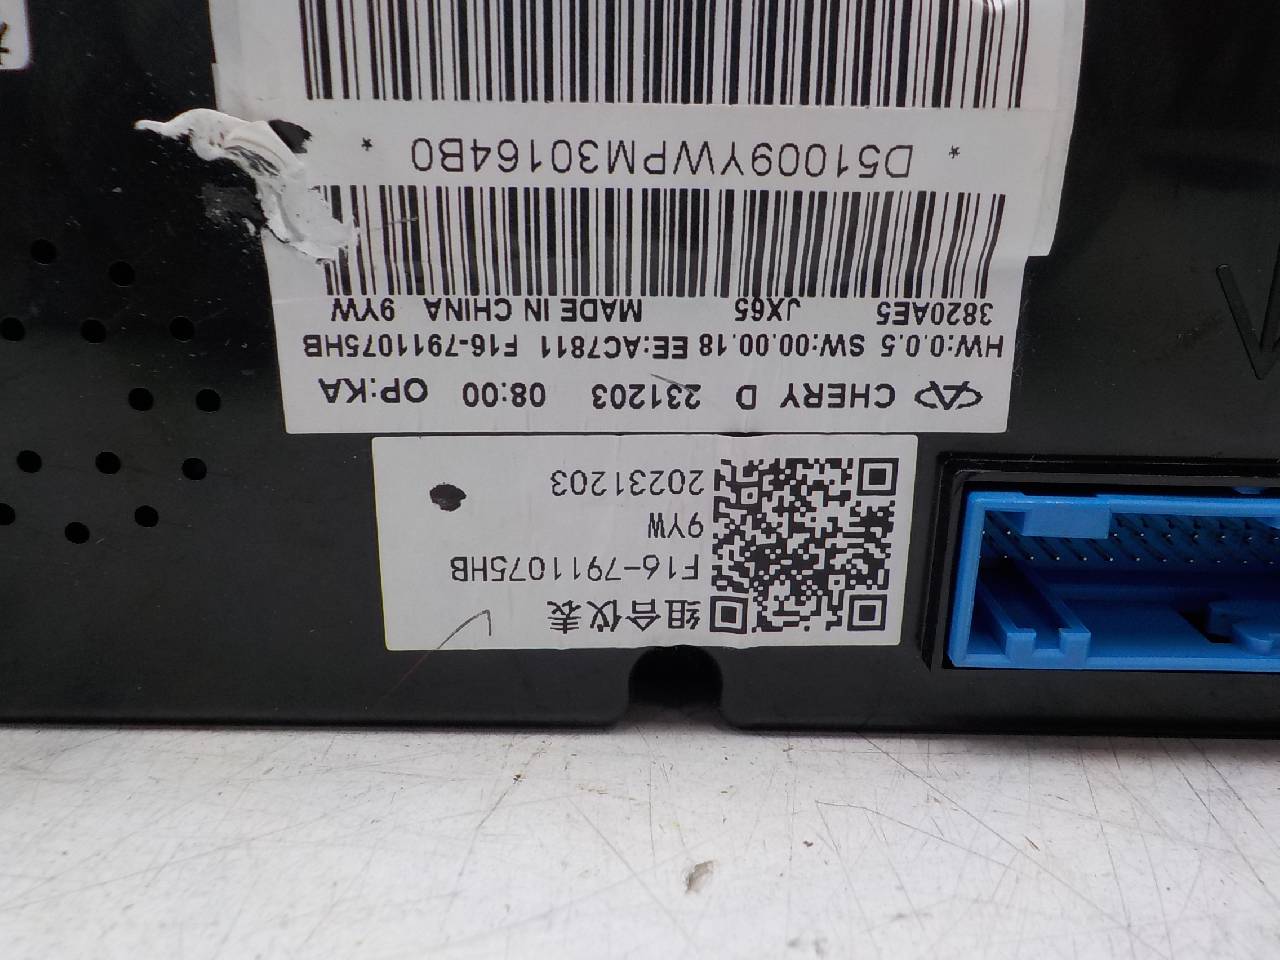 组合仪表
F16-7911075HB
9YW
20231203
CHERY D 231203 08:00 OP:KA
HW:0.0.5 SW:00.00.18 EE:AC7811 F16-7911075HB
3820AE5 JX65 MADE IN CHINA 9YW
* D51009YWPM30164B0 *